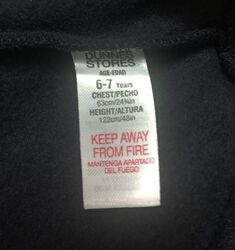 DUNNES
STORES
AGE-EDAD
6-7 Years
CHEST/PECHO
63cm/24¾in
HEIGHT/ALTURA
122cm/48in
KEEP AWAY
FROM FIRE
MANTENGA APARTADO
DEL FUEGO